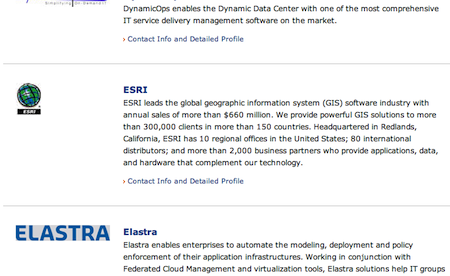 DynamicOps enables the Dynamic Data Center with one of the most comprehensive
IT service delivery management software on the market.
› Contact Info and Detailed Profile
ESRI
ESRI
ESRI leads the global geographic information system (GIS) software industry with
annual sales of more than $660 million. We provide powerful GIS solutions to more
than 300,000 clients in more than 150 countries. Headquartered in Redlands,
California, ESRI has 10 regional offices in the United States; 80 international
distributors; and more than 2,000 business partners who provide applications, data,
and hardware that complement our technology.
› Contact Info and Detailed Profile
ELASTRA
Elastra
Elastra enables enterprises to automate the modeling, deployment and policy
enforcement of their application infrastructures. Working in conjunction with
Federated Cloud Management and virtualization tools, Elastra solutions help IT groups